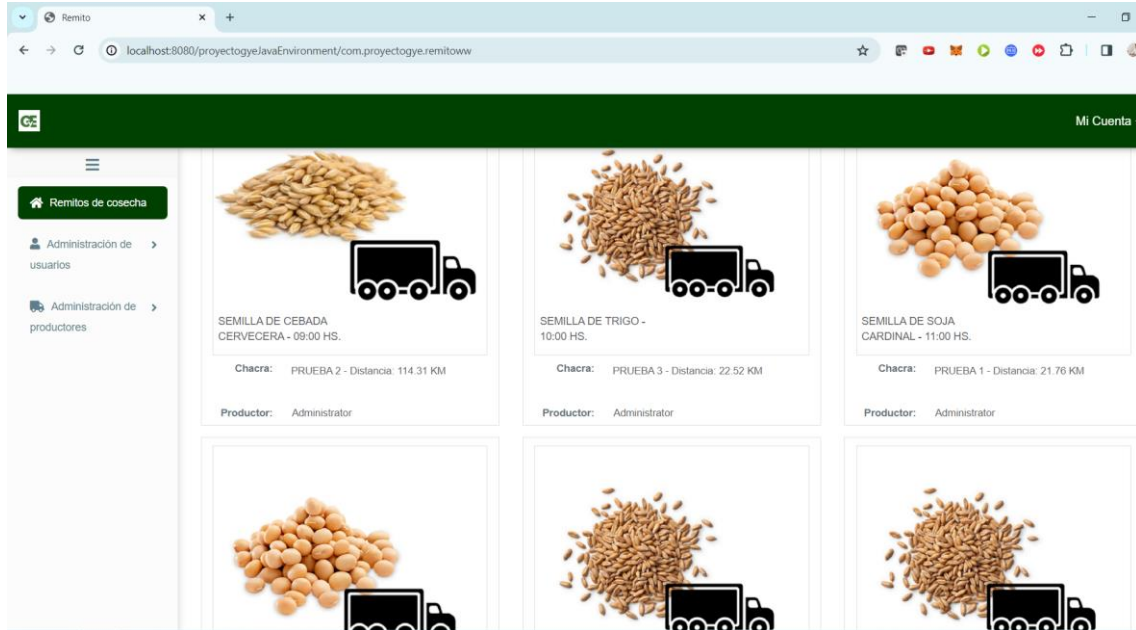 Remito
localhost:8080/proyectogyeJavaEnvironment/com.proyectogye.remitoww
GE
Mi Cuenta
Remitos de cosecha
Administración de
usuarios
Administración de
productores
SEMILLA DE CEBADA
CERVECERA - 09:00 HS.
Chacra: PRUEBA 2 - Distancia: 114.31 KM
Productor: Administrator
SEMILLA DE TRIGO -
10:00 HS.
Chacra: PRUEBA 3 - Distancia: 22.52 KM
Productor: Administrator
SEMILLA DE SOJA
CARDINAL - 11:00 HS.
Chacra: PRUEBA 1 - Distancia: 21.76 KM
Productor: Administrator